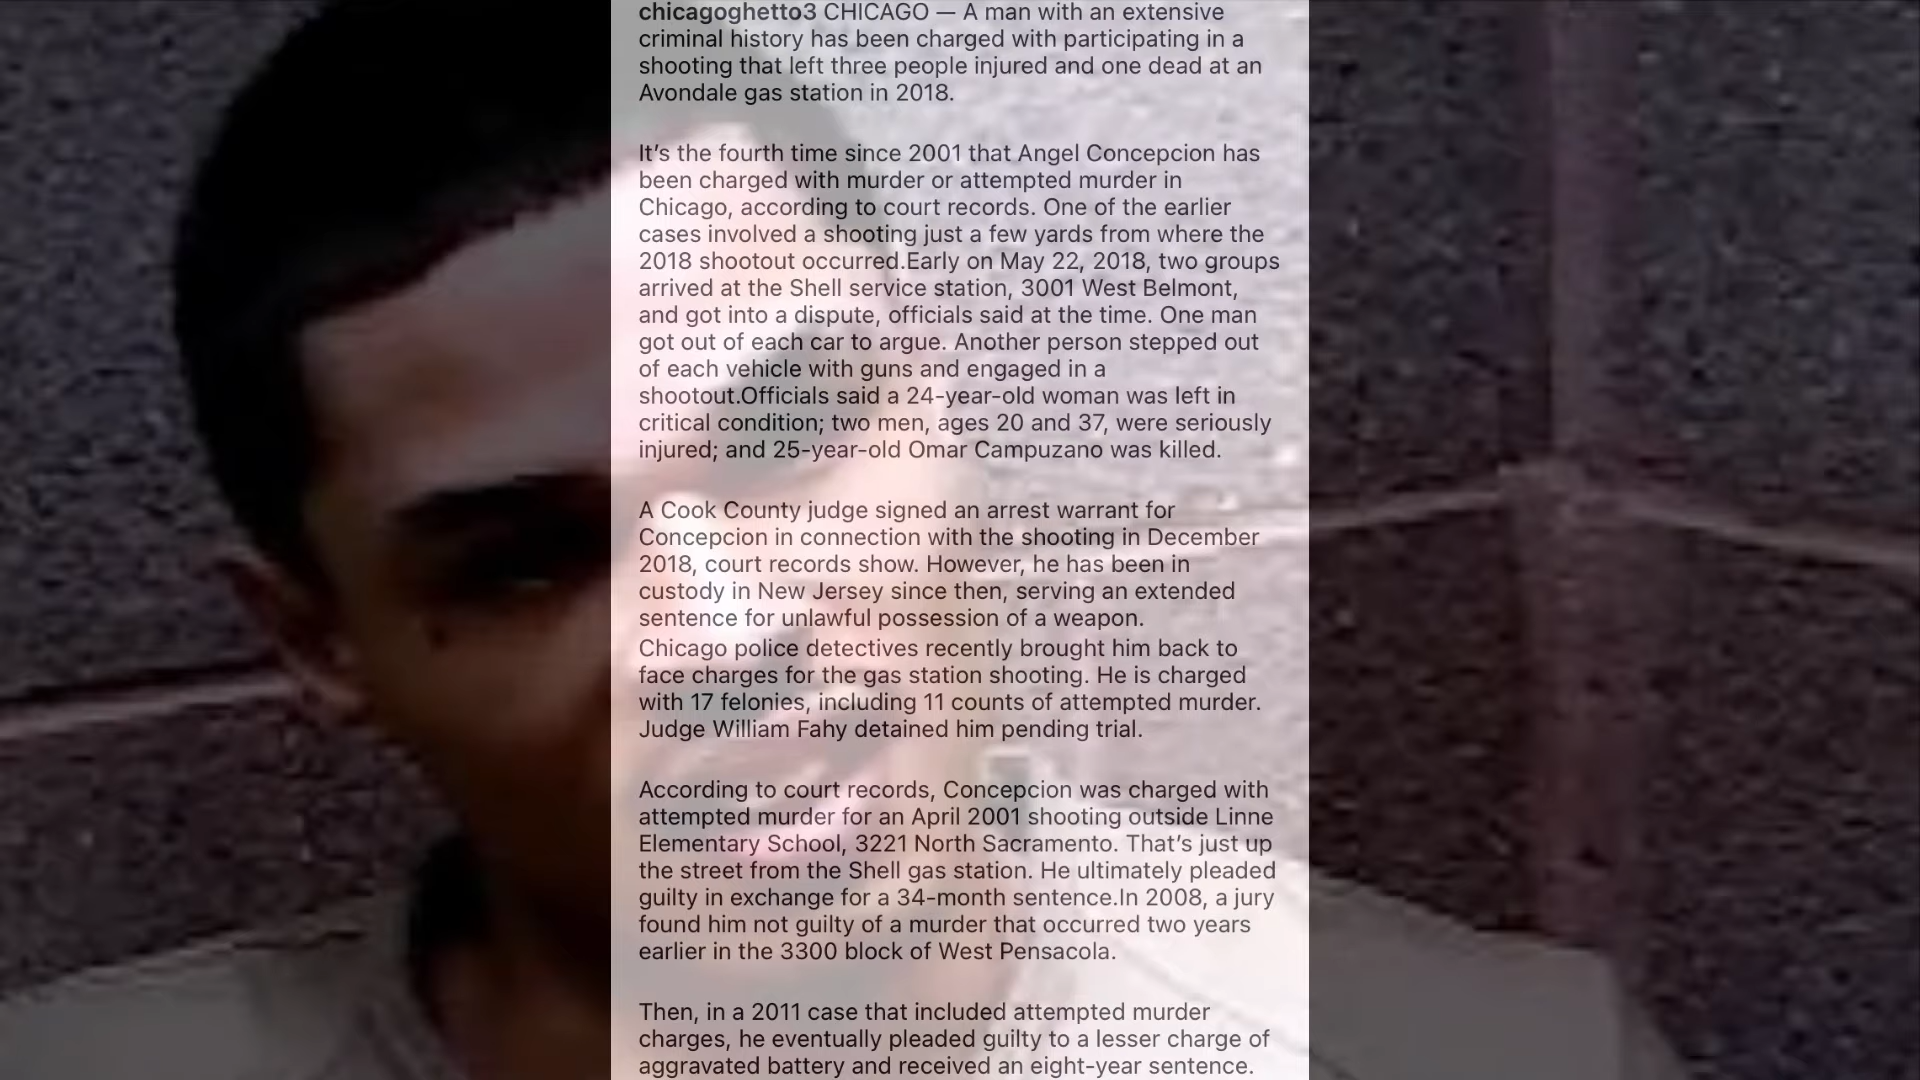 chicagoghetto3 CHICAGO — A man with an extensive
criminal history has been charged with participating in a
shooting that left three people injured and one dead at an
Avondale gas station in 2018.
It’s the fourth time since 2001 that Angel Concepcion has
been charged with murder or attempted murder in
Chicago, according to court records. One of the earlier
cases involved a shooting just a few yards from where the
2018 shootout occurred.Early on May 22, 2018, two groups
arrived at the Shell service station, 3001 West Belmont,
and got into a dispute, officials said at the time. One man
got out of each car to argue. Another person stepped out
of each vehicle with guns and engaged in a
shootout.Officials said a 24-year-old woman was left in
critical condition; two men, ages 20 and 37, were seriously
injured; and 25-year-old Omar Campuzano was killed.
A Cook County judge signed an arrest warrant for
Concepcion in connection with the shooting in December
2018, court records show. However, he has been in
custody in New Jersey since then, serving an extended
sentence for unlawful possession of a weapon.
Chicago police detectives recently brought him back to
face charges for the gas station shooting. He is charged
with 17 felonies, including 11 counts of attempted murder.
Judge William Fahy detained him pending trial.
According to court records, Concepcion was charged with
attempted murder for an April 2001 shooting outside Linne
Elementary School, 3221 North Sacramento. That’s just up
the street from the Shell gas station. He ultimately pleaded
guilty in exchange for a 34-month sentence.In 2008, a jury
found him not guilty of a murder that occurred two years
earlier in the 3300 block of West Pensacola.
Then, in a 2011 case that included attempted murder
charges, he eventually pleaded guilty to a lesser charge of
aggravated battery and received an eight-year sentence.